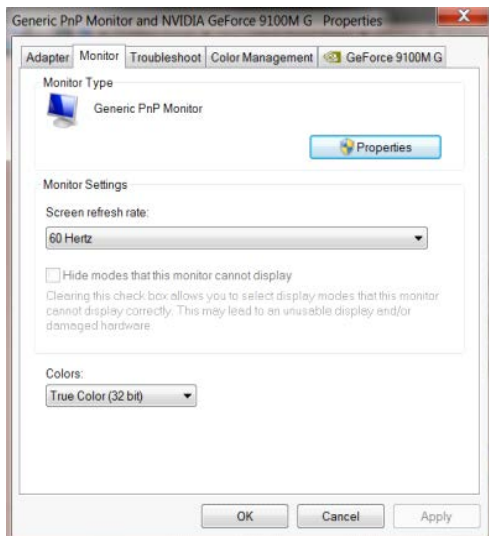 Generic PnP Monitor and NVIDIA GeForce 9100M G Properties
Adapter Monitor Troubleshoot Color Management GeForce 9100M G
Monitor Type
Generic PnP Monitor
Properties
Monitor Settings
Screen refresh rate:
60 Hertz
Hide modes that this monitor cannot display
Clearing this check box allows you to select display modes that this monitor
cannot display correctly. This may lead to an unusable display and/or
damaged hardware.
Colors:
True Color (32 bit)
OK Cancel Apply